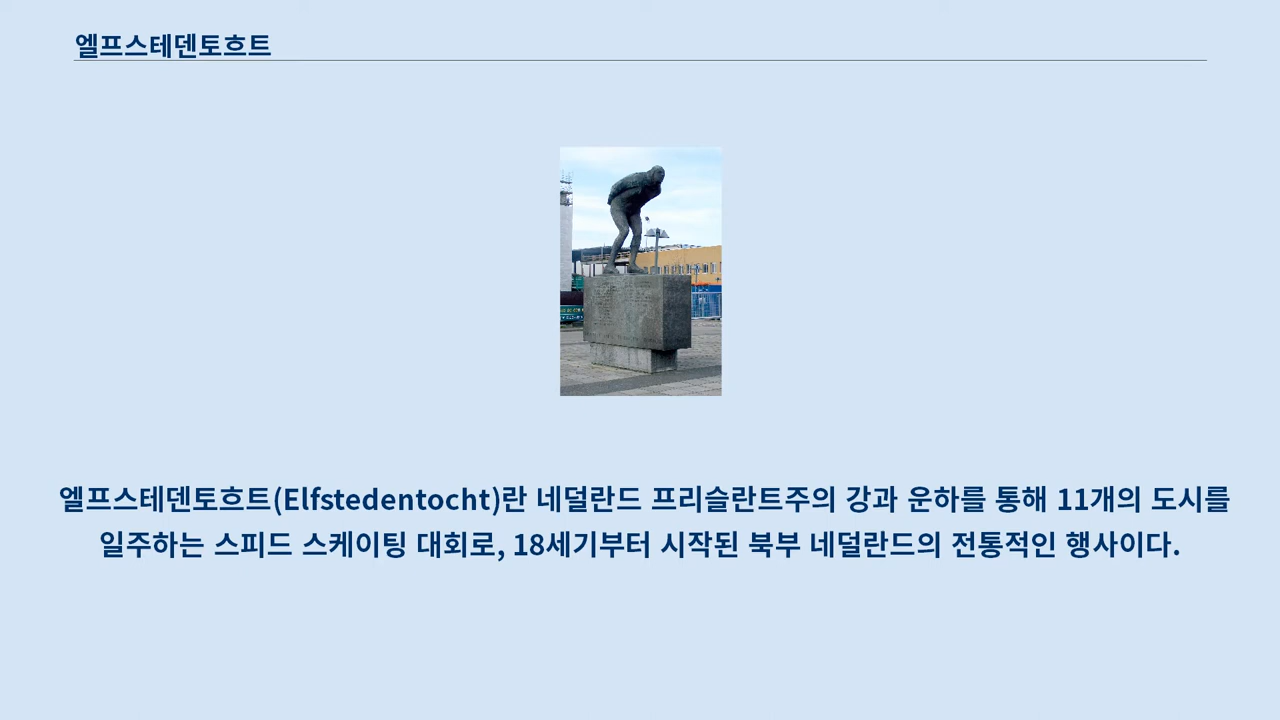 엘프스테덴토흐트
엘프스테덴토흐트(Elfstedentocht)란 네덜란드 프리슬란트주의 강과 운하를 통해 11개의 도시를
일주하는 스피드 스케이팅 대회로, 18세기부터 시작된 북부 네덜란드의 전통적인 행사이다.